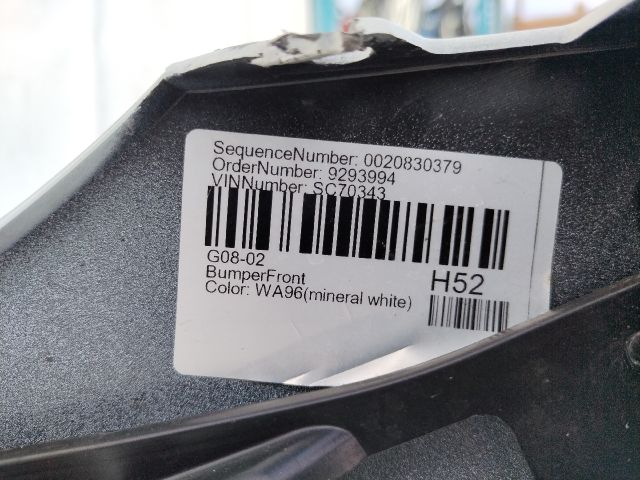 SequenceNumber: 0020830379
OrderNumber: 9293994
VINNumber: SC70343
G08-02
BumperFront
H52
Color: WA96(mineral white)